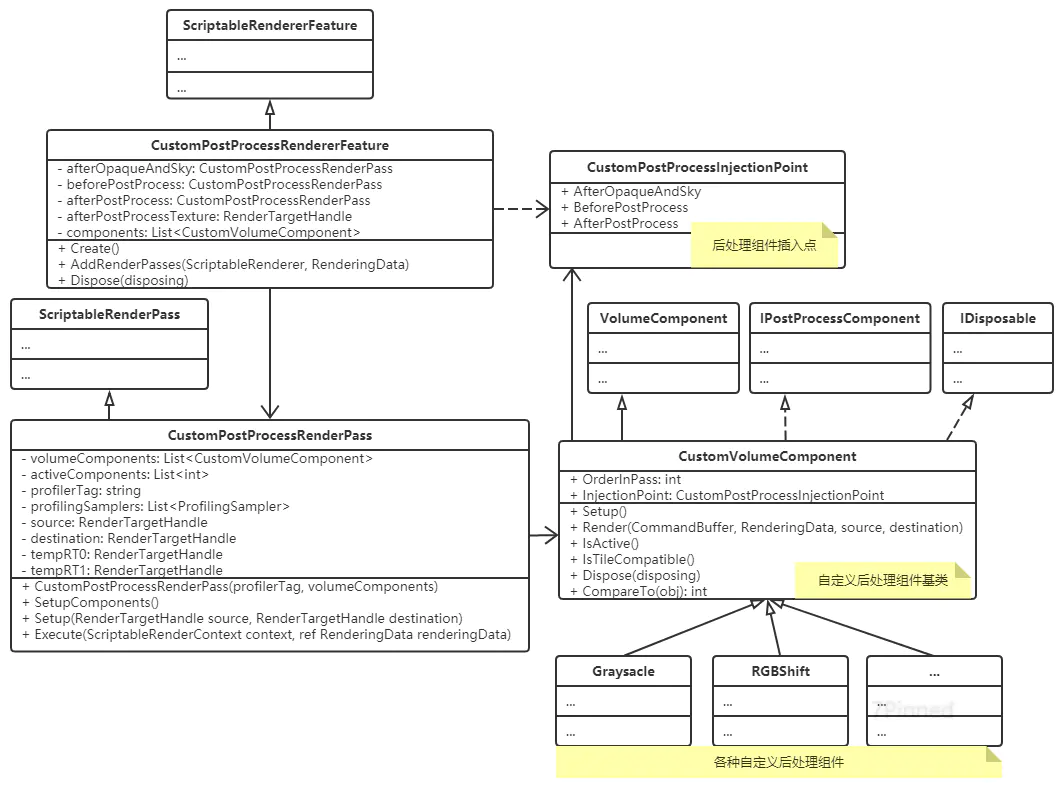 ScriptableRendererFeature
...
...
CustomPostProcessRendererFeature
- afterOpaqueAndSky: CustomPostProcessRenderPass
- beforePostProcess: CustomPostProcessRenderPass
- afterPostProcess: CustomPostProcessRenderPass
- afterPostProcessTexture: RenderTargetHandle
- components: List<CustomVolumeComponent>
+ Create()
+ AddRenderPasses(ScriptableRenderer, RenderingData)
+ Dispose(disposing)
CustomPostProcessInjectionPoint
+ AfterOpaqueAndSky
+ BeforePostProcess
+ AfterPostProcess
后处理组件插入点
ScriptableRenderPass
...
...
VolumeComponent
...
...
IPostProcessComponent
...
...
IDisposable
...
...
CustomPostProcessRenderPass
- volumeComponents: List<CustomVolumeComponent>
- activeComponents: List<int>
- profilerTag: string
- profilingSamplers: List<ProfilingSampler>
- source: RenderTargetHandle
- destination: RenderTargetHandle
- tempRT0: RenderTargetHandle
- tempRT1: RenderTargetHandle
+ CustomPostProcessRenderPass(profilerTag, volumeComponents)
+ SetupComponents()
+ Setup(RenderTargetHandle source, RenderTargetHandle destination)
+ Execute(ScriptableRenderContext context, ref RenderingData renderingData)
CustomVolumeComponent
+ OrderInPass: int
+ InjectionPoint: CustomPostProcessInjectionPoint
+ Setup()
+ Render(CommandBuffer, RenderingData, source, destination)
+ IsActive()
+ IsTileCompatible()
+ Dispose(disposing)
+ CompareTo(obj): int
自定义后处理组件基类
Graysacle
...
...
RGBShift
...
...
...
...
...
7Pinned
各种自定义后处理组件